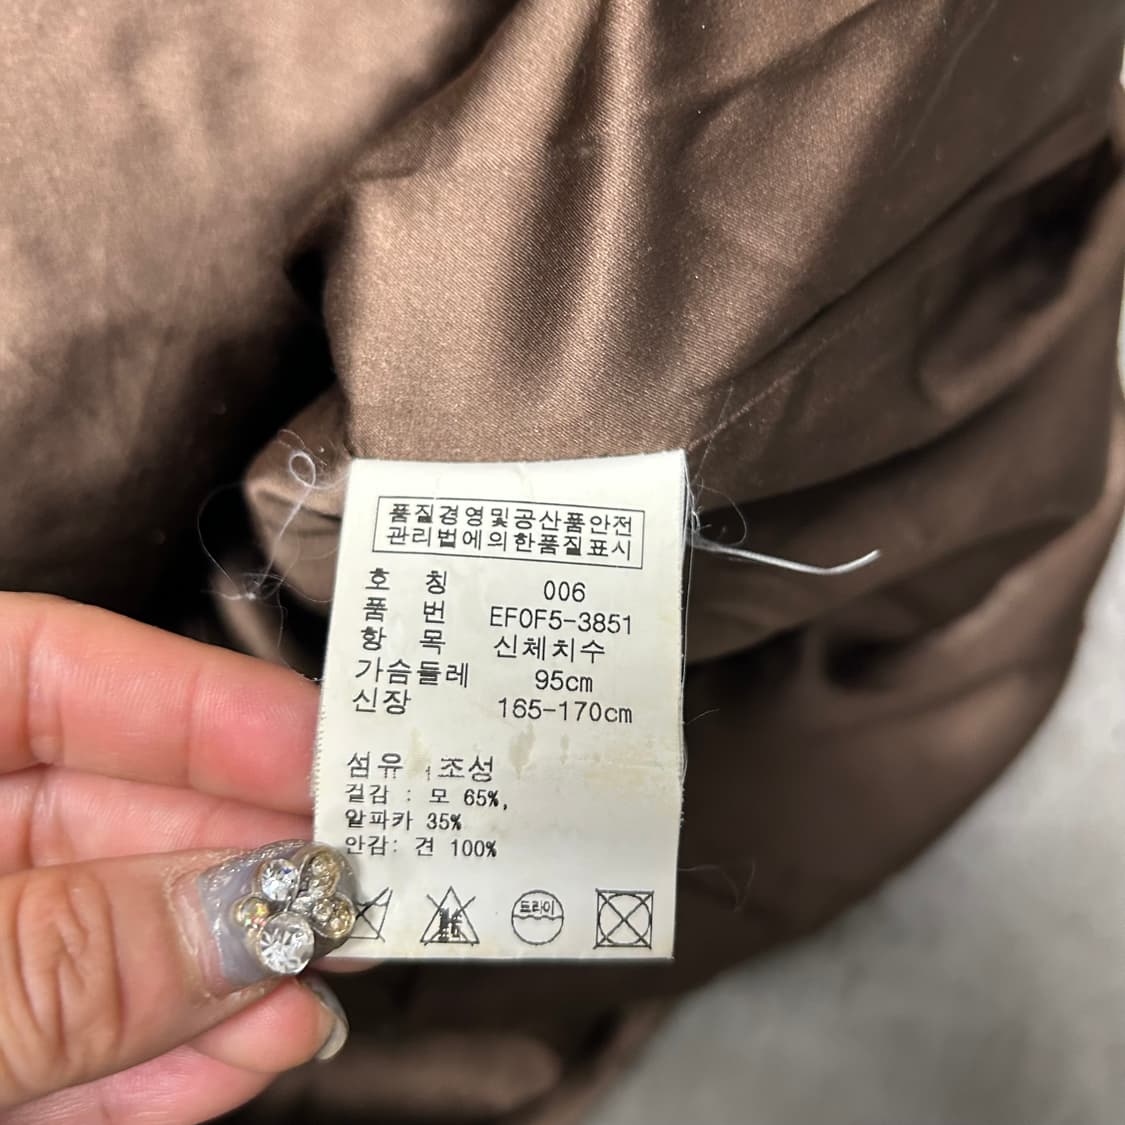 품질경영및공산품안전
관리법에의한품질표시
호 칭 006
품 번 EF0F5-3851
항 목 신체치수
가슴둘레 95cm
신장 165-170cm
섬유 조성
겉감 : 모 65%,
알파카 35%
안감: 견 100%
드라이